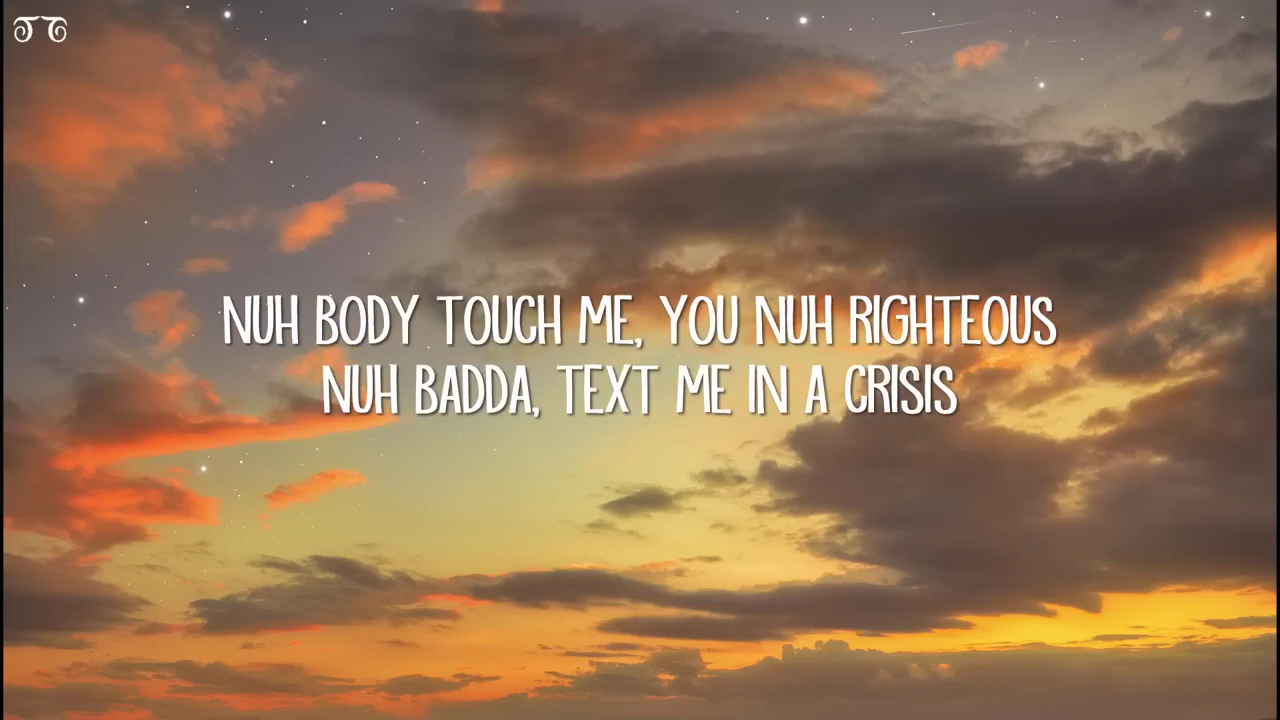 NUH BODY TOUCH ME, YOU NUH RIGHTEOUS
NUH BADDA, TEXT ME IN A CRISIS